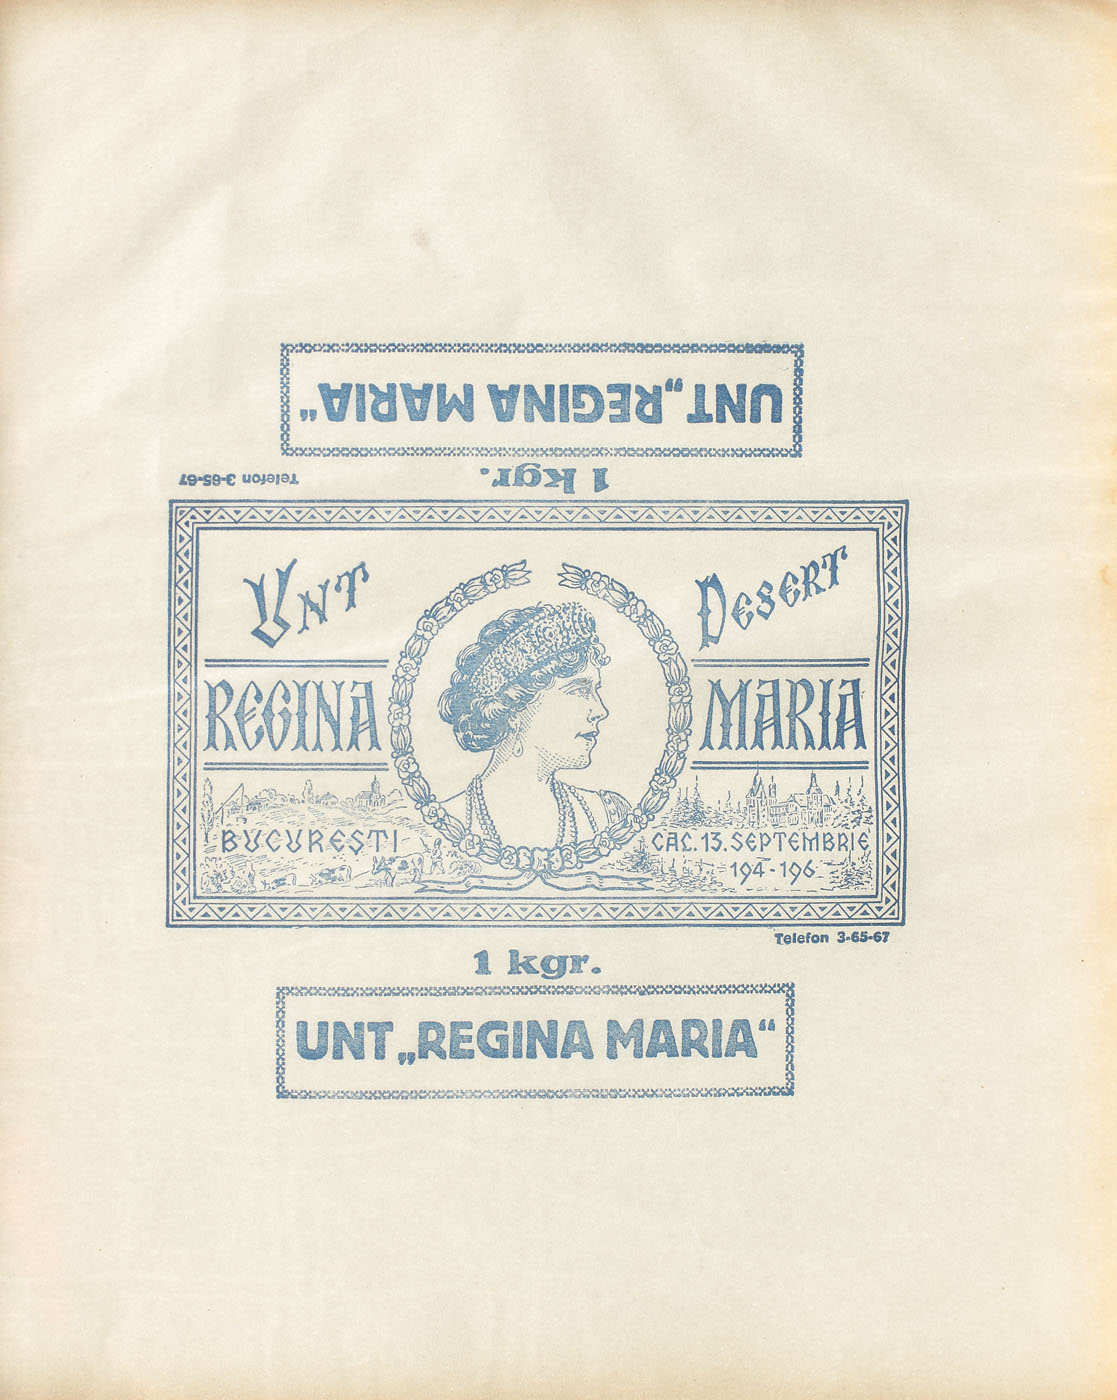 UNT „REGINA MARIA“
1 kgr.
Telefon 3-65-67
UNT DESERT
REGINA MARIA
BUCUREȘTI
CAL. 13. SEPTEMBRIE
194-196
Telefon 3-65-67
1 kgr.
UNT „REGINA MARIA“